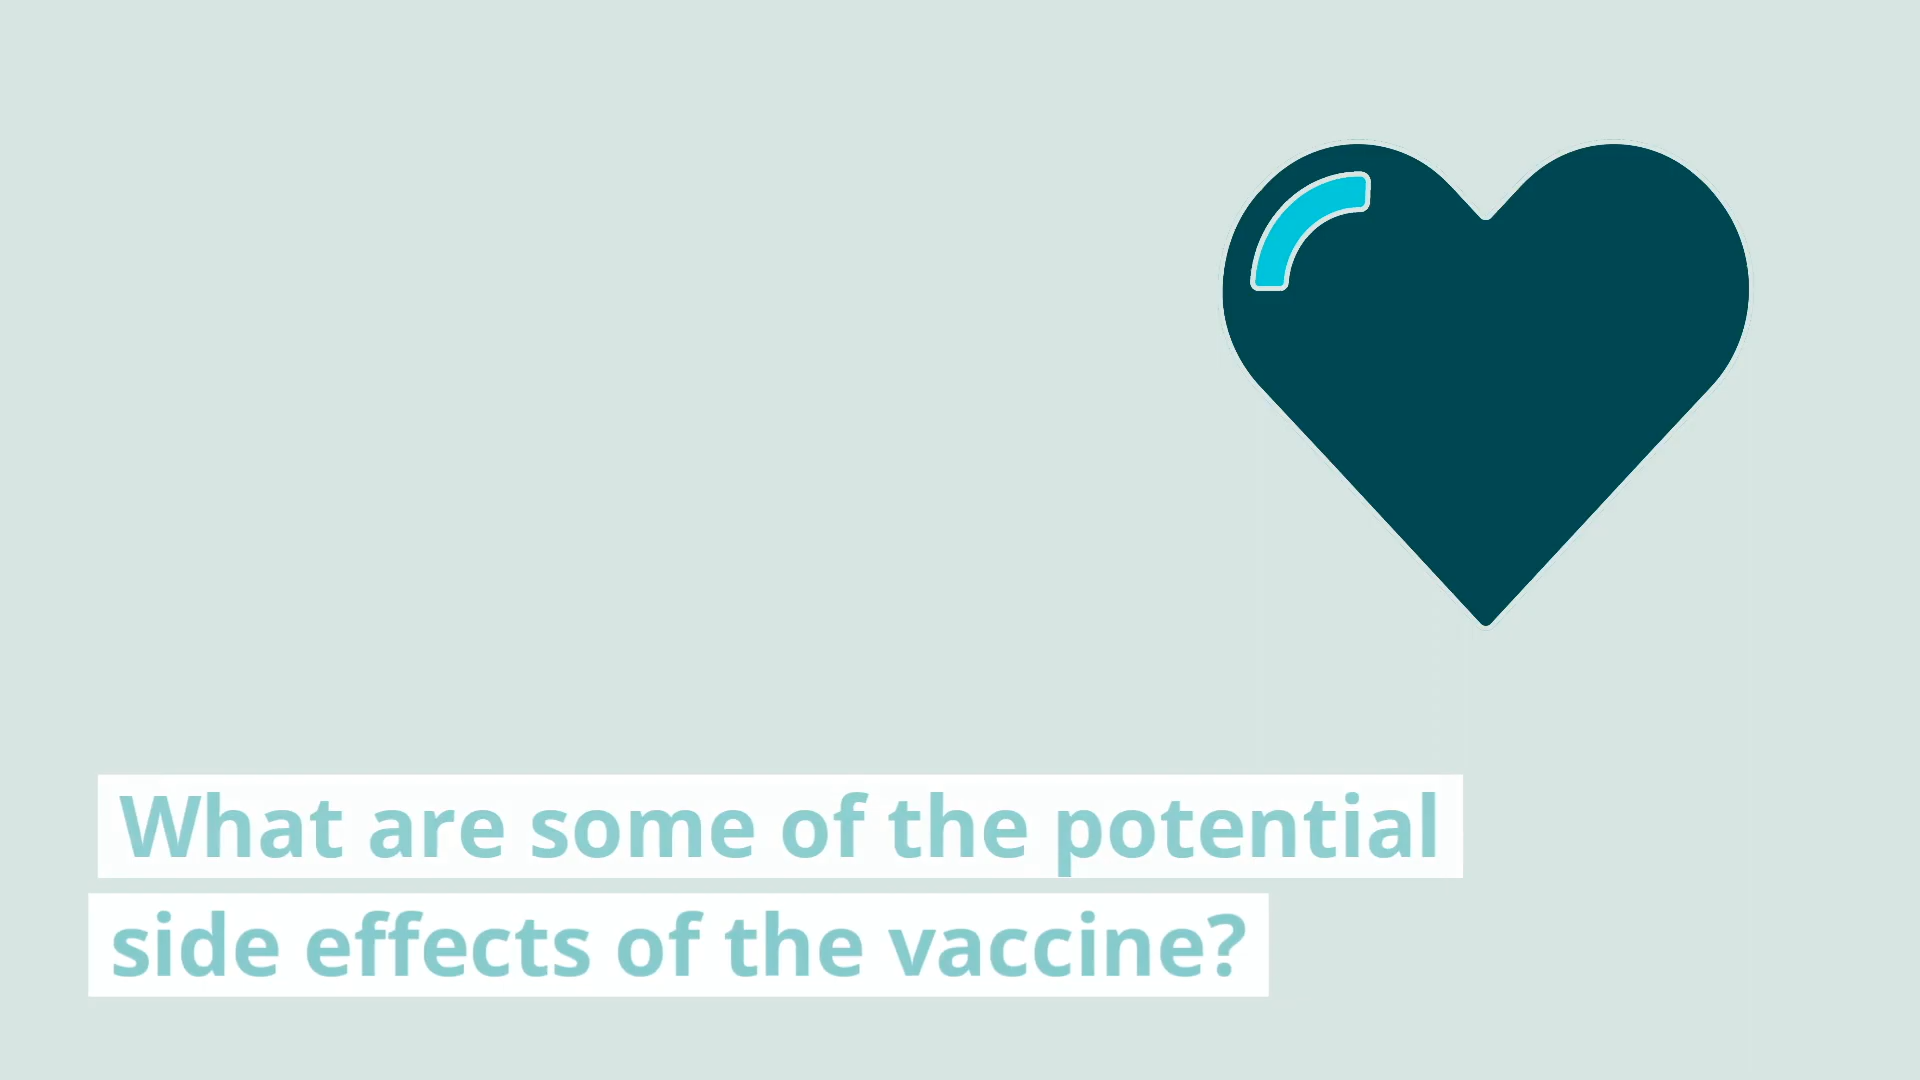 What are some of the potential
side effects of the vaccine?